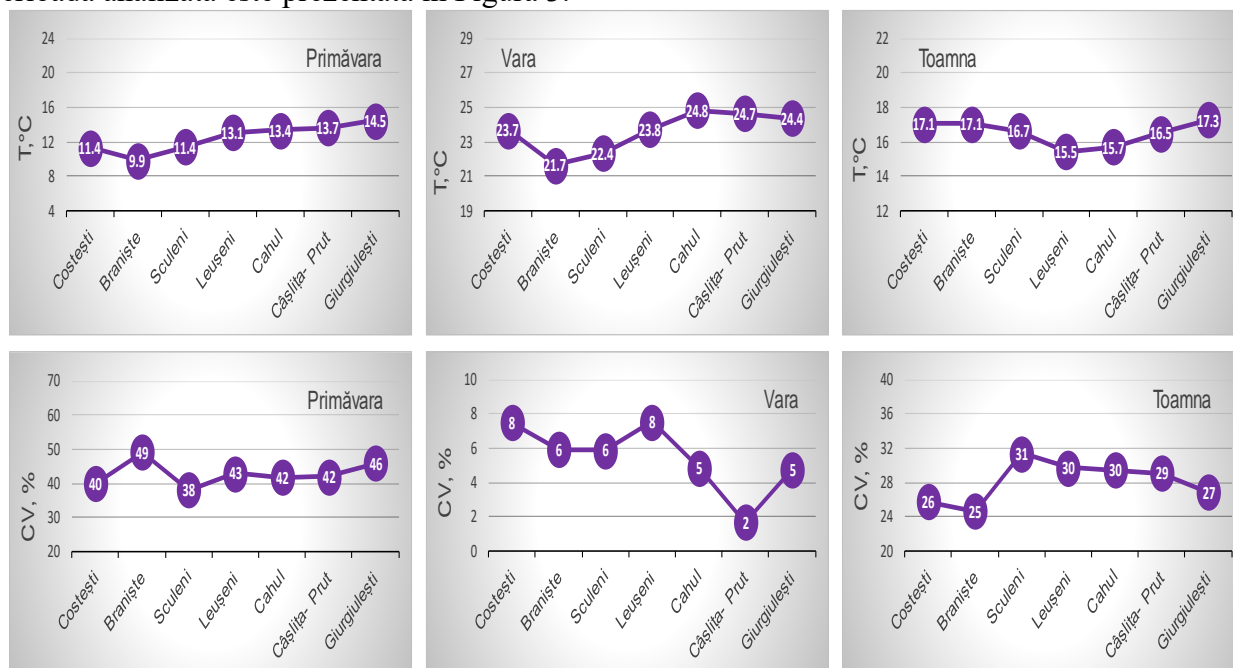 analizată este prezentată în Figura
Primăvara
T,°C
24
20
16
12
8
4
11.4
9.9
11.4
13.1
13.4
13.7
14.5
Costești
Braniște
Sculeni
Leușeni
Cahul
Câșlița- Prut
Giurgiulești
Vara
T,°C
29
27
25
23
21
19
23.7
21.7
22.4
23.8
24.8
24.7
24.4
Costești
Braniște
Sculeni
Leușeni
Cahul
Câșlița- Prut
Giurgiulești
Toamna
T,°C
22
20
18
16
14
12
17.1
17.1
16.7
15.5
15.7
16.5
17.3
Costești
Braniște
Sculeni
Leușeni
Cahul
Câșlița- Prut
Giurgiulești
Primăvara
CV, %
70
60
50
40
30
20
40
49
38
43
42
42
46
Costești
Braniște
Sculeni
Leușeni
Cahul
Câșlița- Prut
Giurgiulești
Vara
CV, %
10
8
6
4
2
0
8
6
6
8
5
2
5
Costești
Braniște
Sculeni
Leușeni
Cahul
Câșlița- Prut
Giurgiulești
Toamna
CV, %
40
36
32
28
24
20
26
25
31
30
30
29
27
Costești
Braniște
Sculeni
Leușeni
Cahul
Câșlița- Prut
Giurgiulești